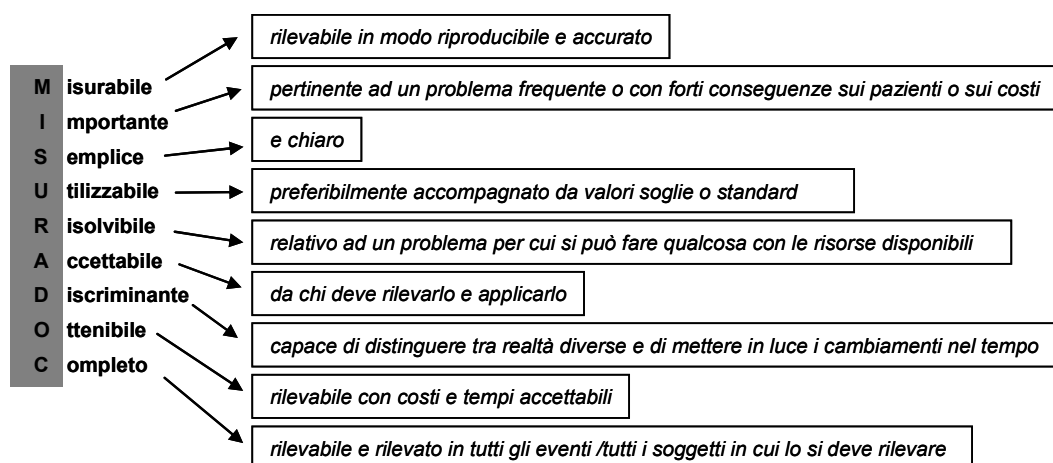 rilevabile in modo riproducibile e accurato
M isurabile
pertinente ad un problema frequente o con forti conseguenze sui pazienti o sui costi
I mportante
e chiaro
S emplice
U tilizzabile
preferibilmente accompagnato da valori soglie o standard
R isolvibile
relativo ad un problema per cui si può fare qualcosa con le risorse disponibili
A ccettabile
da chi deve rilevarlo e applicarlo
D iscriminante
capace di distinguere tra realtà diverse e di mettere in luce i cambiamenti nel tempo
O ttenibile
rilevabile con costi e tempi accettabili
C ompleto
rilevabile e rilevato in tutti gli eventi /tutti i soggetti in cui lo si deve rilevare